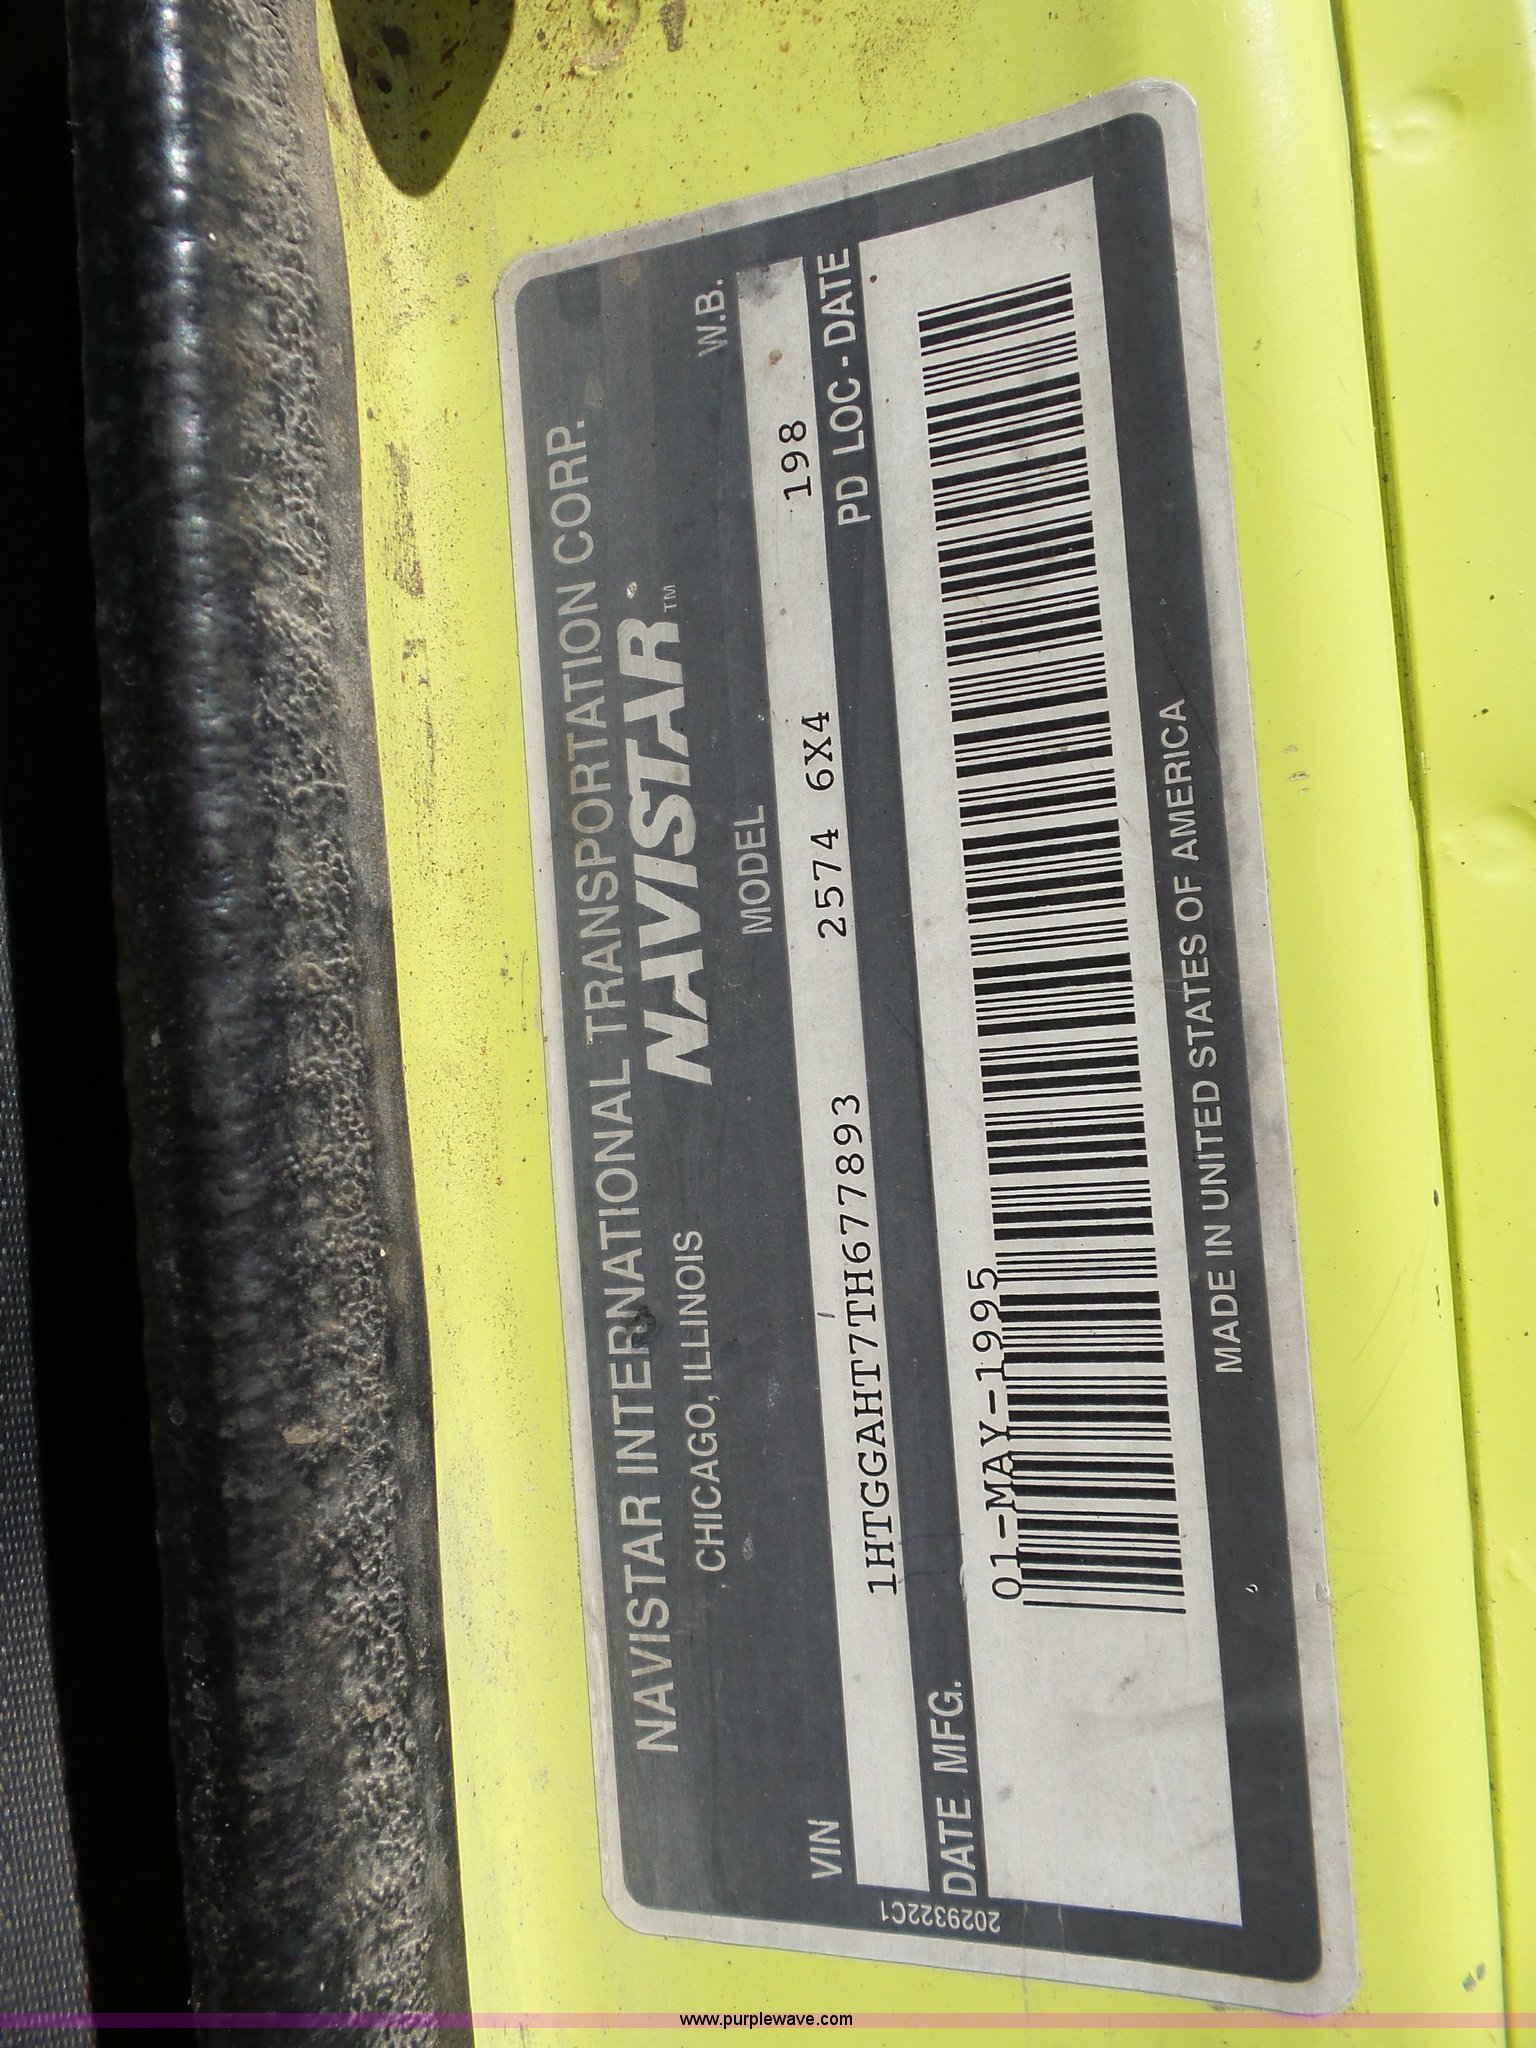 NAVISTAR INTERNATIONAL TRANSPORTATION CORP.
CHICAGO, ILLINOIS
NAVISTAR™
VIN MODEL W.B.
1HTGGAHT7TH677893 2574 6X4 198
DATE MFG. PD LOC-DATE
01-MAY-1995
MADE IN UNITED STATES OF AMERICA
2029322C1
www.purplewave.com